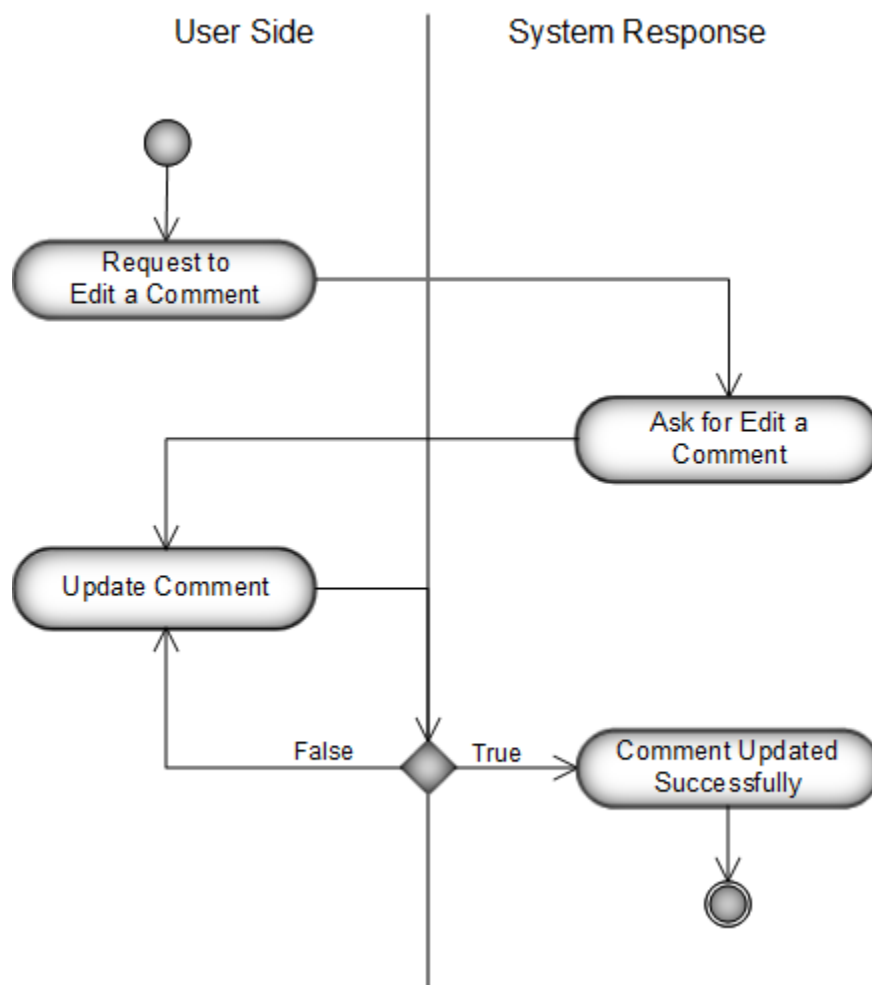 User Side
System Response
Request to
Edit a Comment
Ask for Edit a
Comment
Update Comment
False
True
Comment Updated
Successfully